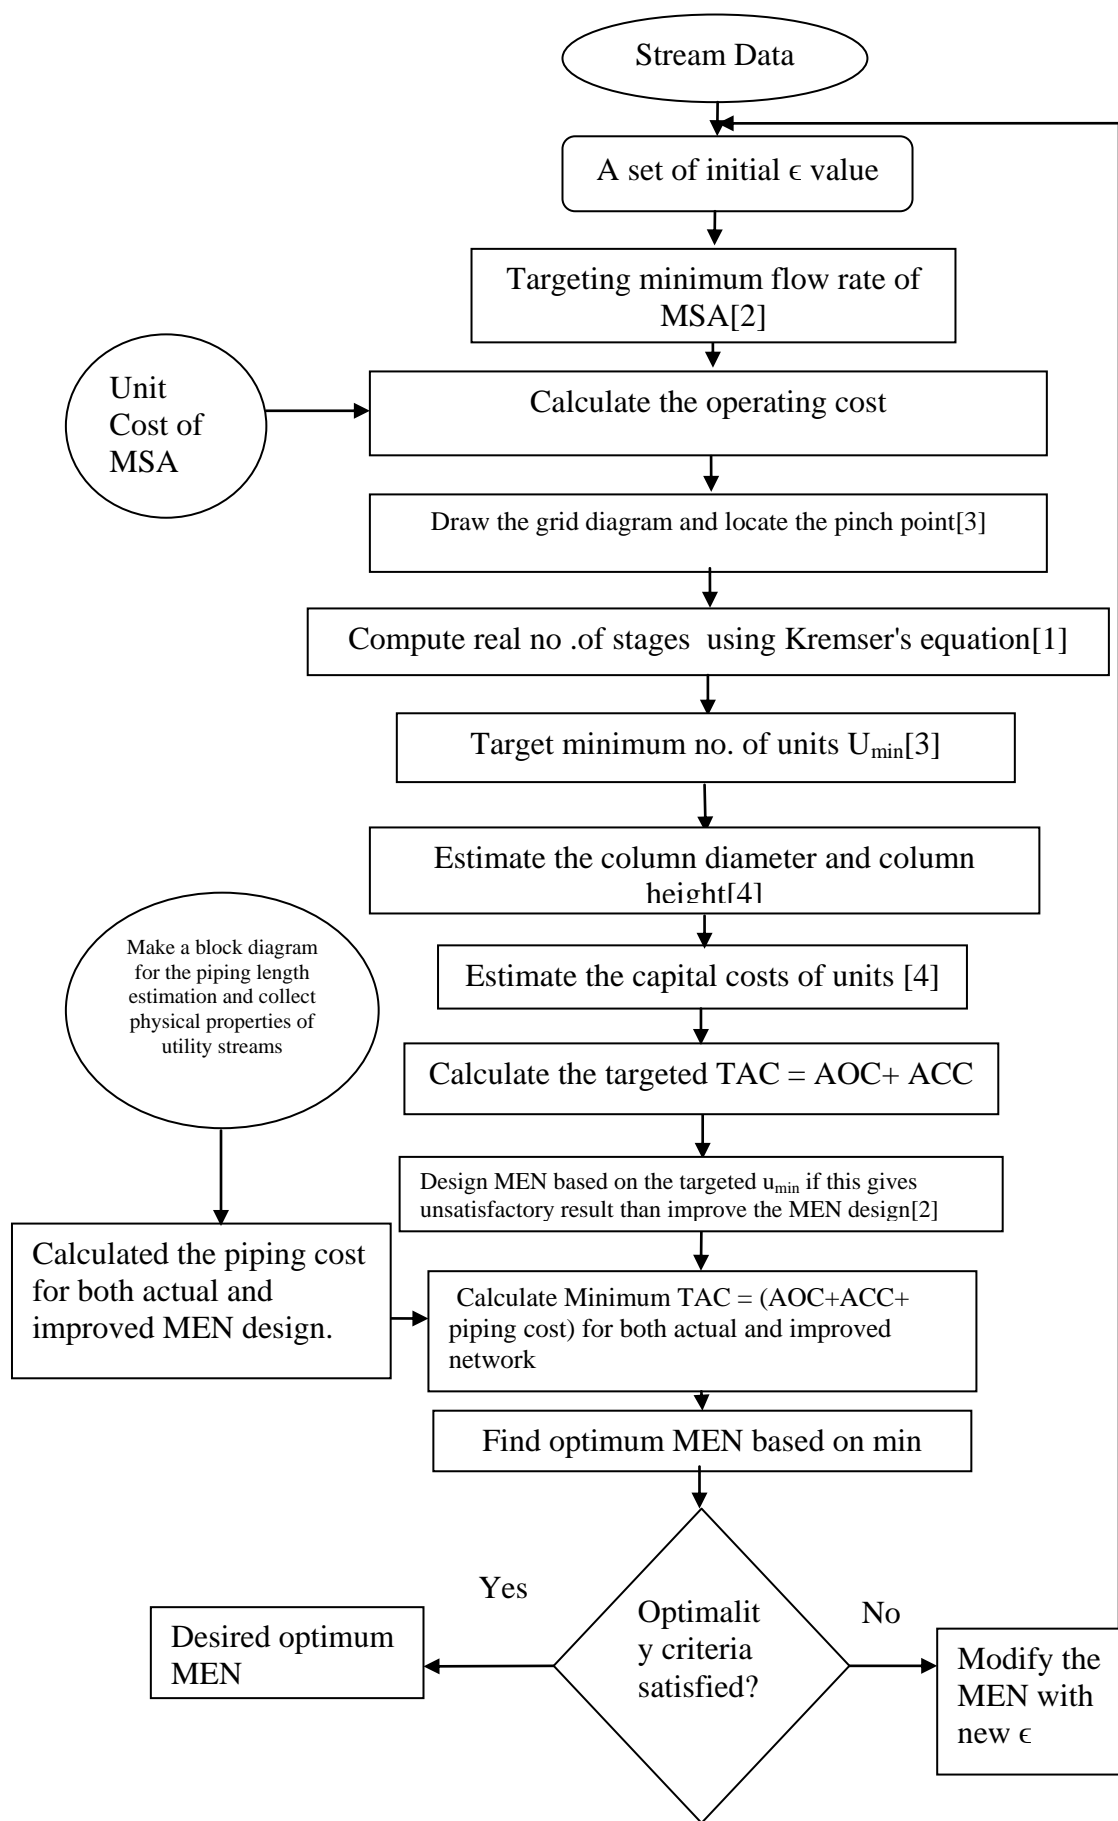 Stream Data
A set of initial ϵ value
Targeting minimum flow rate of
MSA[2]
Unit
Cost of
MSA
Calculate the operating cost
Draw the grid diagram and locate the pinch point[3]
Compute real no .of stages  using Kremser's equation[1]
Target minimum no. of units Umin[3]
Estimate the column diameter and column
height[4]
Make a block diagram
for the piping length
estimation and collect
physical properties of
utility streams
Estimate the capital costs of units [4]
Calculate the targeted TAC = AOC+ ACC
Design MEN based on the targeted umin if this gives
unsatisfactory result than improve the MEN design[2]
Calculated the piping cost
for both actual and
improved MEN design.
Calculate Minimum TAC = (AOC+ACC+
piping cost) for both actual and improved
network
Find optimum MEN based on min
Yes
Optimalit
y criteria
satisfied?
No
Desired optimum
MEN
Modify the
MEN with
new ϵ